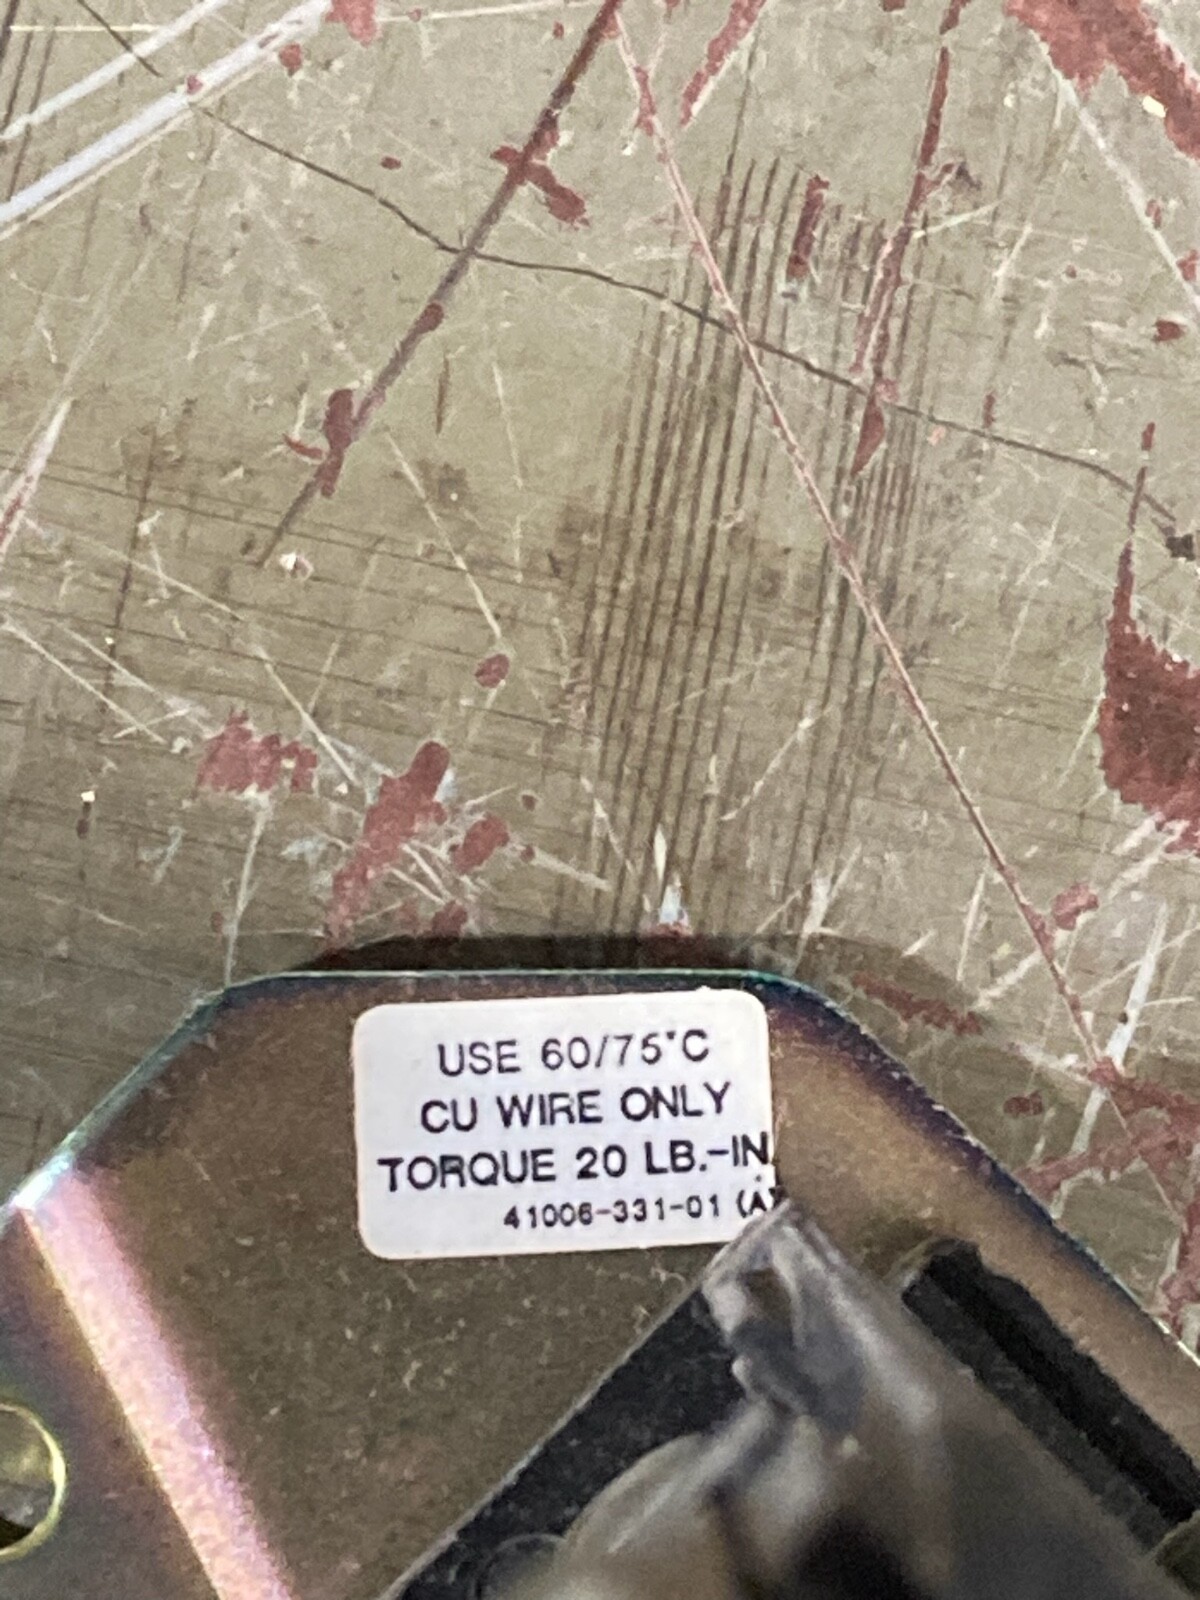 USE 60/75°C
CU WIRE ONLY
TORQUE 20 LB.-IN.
41006-331-01 (A)